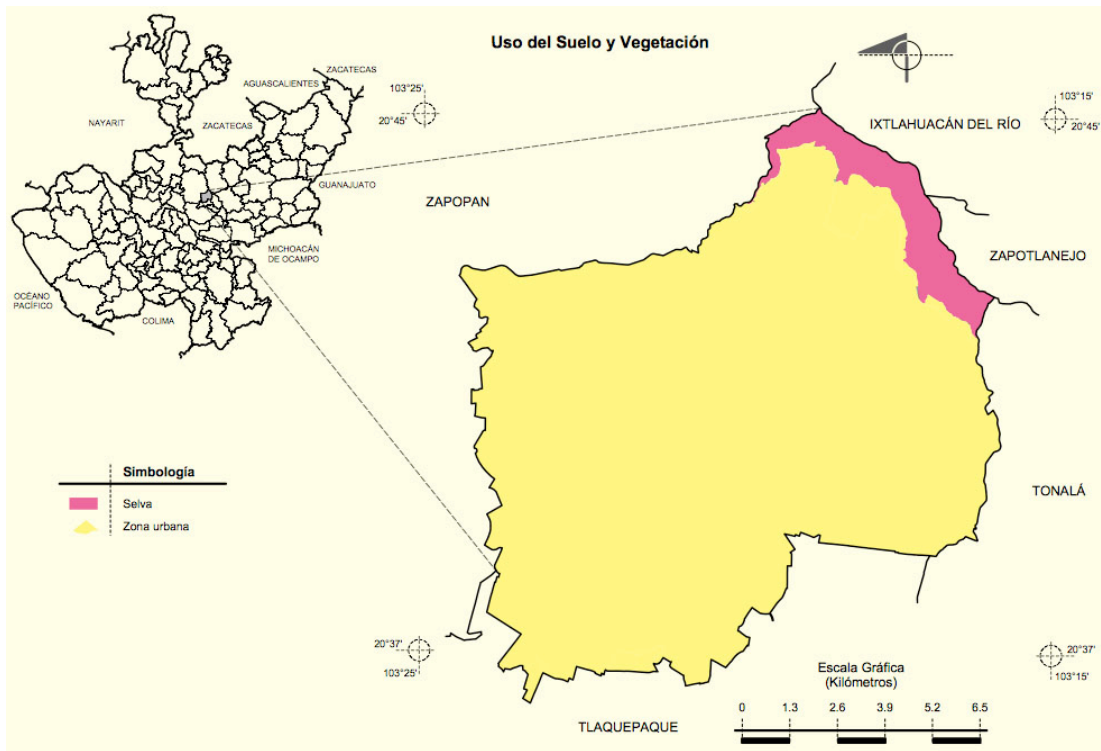 Uso del Suelo y Vegetación
ZACATECAS
AGUASCALIENTES
103°25'
20°45'
103°15'
20°45'
NAYARIT
ZACATECAS
IXTLAHUACÁN DEL RÍO
GUANAJUATO
ZAPOPAN
MICHOACÁN
DE OCAMPO
ZAPOTLANEJO
OCÉANO
PACÍFICO
COLIMA
Simbología
Selva
Zona urbana
TONALÁ
20°37'
103°25'
20°37'
103°15'
Escala Gráfica
(Kilómetros)
0 1.3 2.6 3.9 5.2 6.5
TLAQUEPAQUE